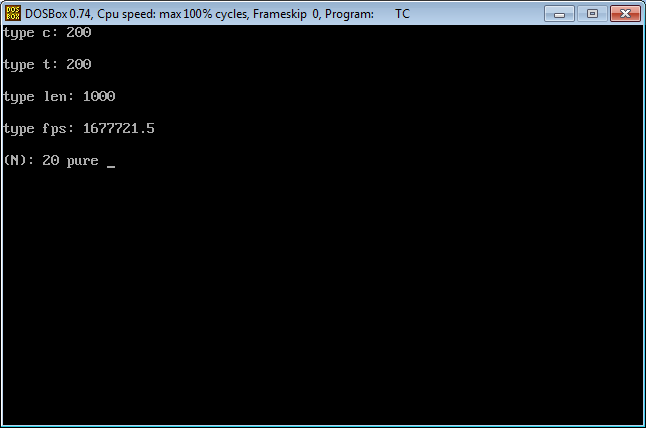 DOSBox 0.74, Cpu speed: max 100% cycles, Frameskip 0, Program: TC
type c: 200
type t: 200
type len: 1000
type fps: 1677721.5
(N): 20 pure _